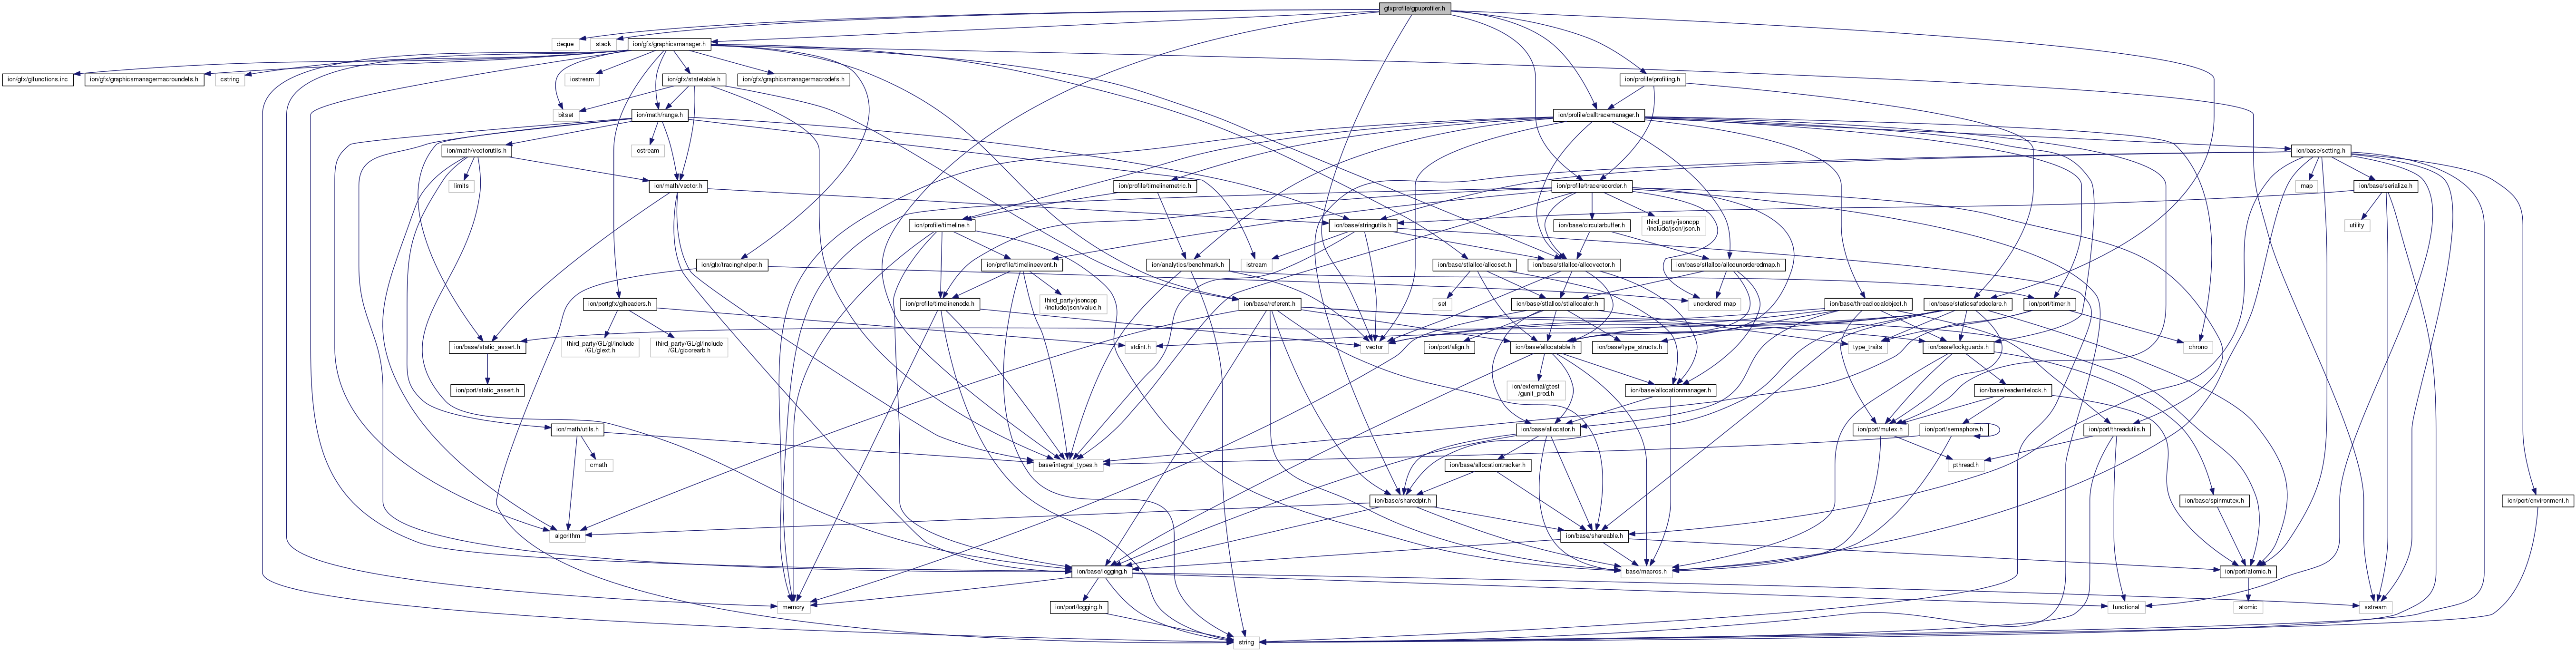 gfxprofile/gpuprofiler.h
deque
stack
ion/gfx/graphicsmanager.h
ion/gfx/glfunctions.inc
ion/gfx/graphicsmanagermacroundefs.h
cstring
iostream
ion/gfx/statetable.h
ion/gfx/graphicsmanagermacrodefs.h
ion/profile/profiling.h
bitset
ion/math/range.h
ion/profile/calltracemanager.h
ion/math/vectorutils.h
ostream
ion/base/setting.h
limits
ion/math/vector.h
ion/profile/timelinemetric.h
ion/profile/tracerecorder.h
map
ion/base/serialize.h
ion/profile/timeline.h
ion/base/stringutils.h
ion/base/circularbuffer.h
third_party/jsoncpp
/include/json/json.h
utility
ion/gfx/tracinghelper.h
ion/profile/timelineevent.h
ion/analytics/benchmark.h
istream
ion/base/stlalloc/allocset.h
ion/base/stlalloc/allocvector.h
ion/base/stlalloc/allocunorderedmap.h
ion/portgfx/glheaders.h
ion/profile/timelinenode.h
third_party/jsoncpp
/include/json/value.h
ion/base/referent.h
set
ion/base/stlalloc/stlallocator.h
unordered_map
ion/base/threadlocalobject.h
ion/base/staticsafedeclare.h
ion/port/timer.h
ion/base/static_assert.h
third_party/GL/gl/include
/GL/glext.h
third_party/GL/gl/include
/GL/glcorearb.h
stdint.h
vector
ion/port/align.h
ion/base/allocatable.h
ion/base/type_structs.h
type_traits
ion/base/lockguards.h
chrono
ion/port/static_assert.h
ion/external/gtest
/gunit_prod.h
ion/base/allocationmanager.h
ion/base/readwritelock.h
ion/math/utils.h
ion/base/allocator.h
ion/port/mutex.h
ion/port/semaphore.h
ion/port/threadutils.h
cmath
base/integral_types.h
ion/base/allocationtracker.h
pthread.h
ion/base/sharedptr.h
ion/base/spinmutex.h
ion/port/environment.h
algorithm
ion/base/shareable.h
ion/base/logging.h
base/macros.h
ion/port/atomic.h
memory
ion/port/logging.h
functional
atomic
sstream
string